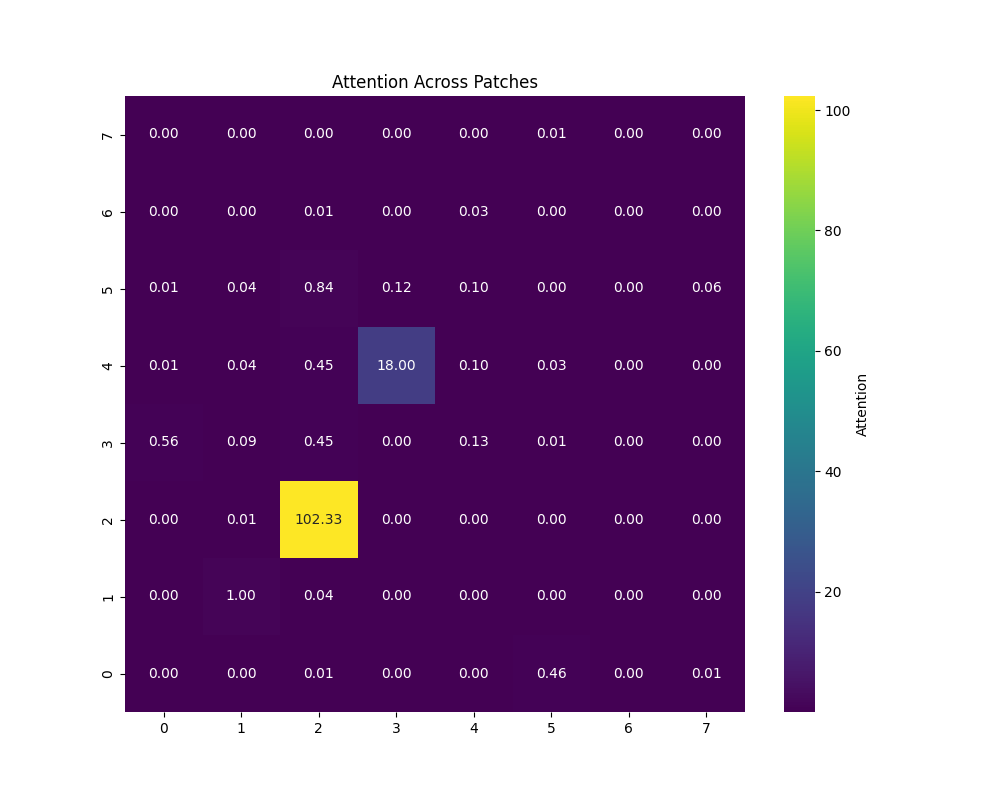 Attention Across Patches
7 0.00 0.00 0.00 0.00 0.00 0.01 0.00 0.00
6 0.00 0.00 0.01 0.00 0.03 0.00 0.00 0.00
5 0.01 0.04 0.84 0.12 0.10 0.00 0.00 0.06
4 0.01 0.04 0.45 18.00 0.10 0.03 0.00 0.00
3 0.56 0.09 0.45 0.00 0.13 0.01 0.00 0.00
2 0.00 0.01 102.33 0.00 0.00 0.00 0.00 0.00
1 0.00 1.00 0.04 0.00 0.00 0.00 0.00 0.00
0 0.00 0.00 0.01 0.00 0.00 0.46 0.00 0.01
0 1 2 3 4 5 6 7
100
80
60
40
20
Attention